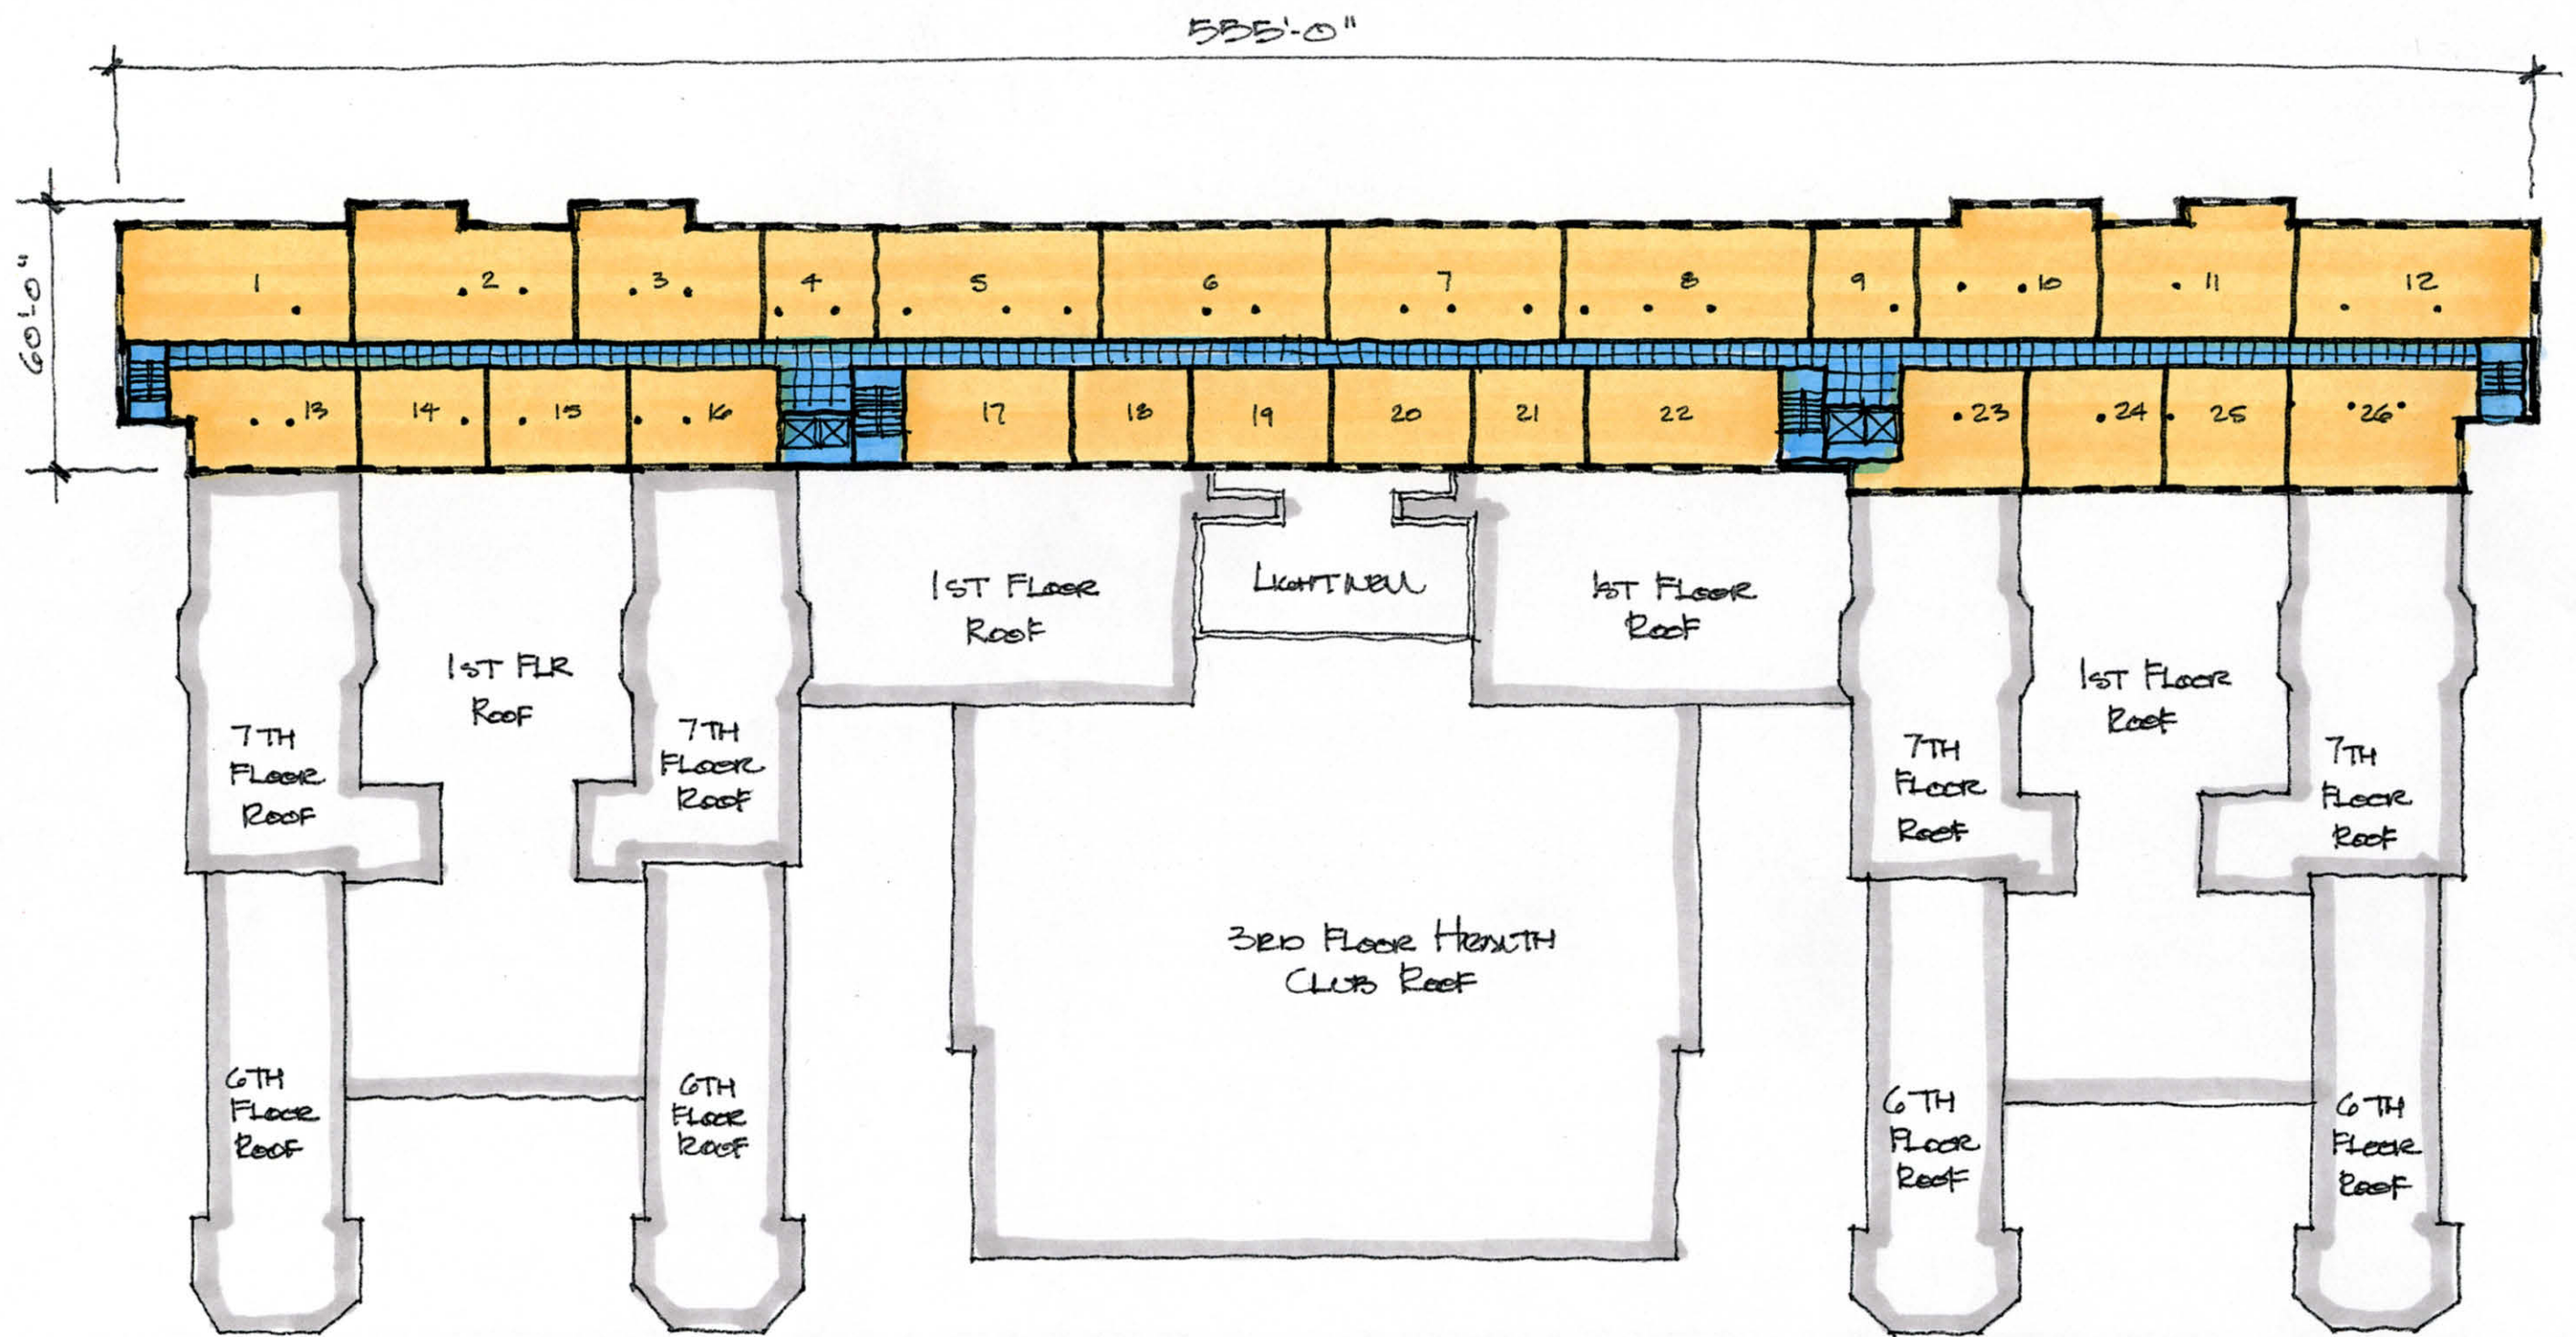 555'-0"
60'-0"
1
2
3
4
5
6
7
8
9
10
11
12
13
14
15
16
17
18
19
20
21
22
23
24
25
26
1ST FLOOR
ROOF
LIGHTWELL
1ST FLOOR
ROOF
1ST FLR
ROOF
1ST FLOOR
ROOF
7TH
FLOOR
ROOF
7TH
FLOOR
ROOF
7TH
FLOOR
ROOF
7TH
FLOOR
ROOF
3RD FLOOR HEALTH
CLUB ROOF
6TH
FLOOR
ROOF
6TH
FLOOR
ROOF
6TH
FLOOR
ROOF
6TH
FLOOR
ROOF